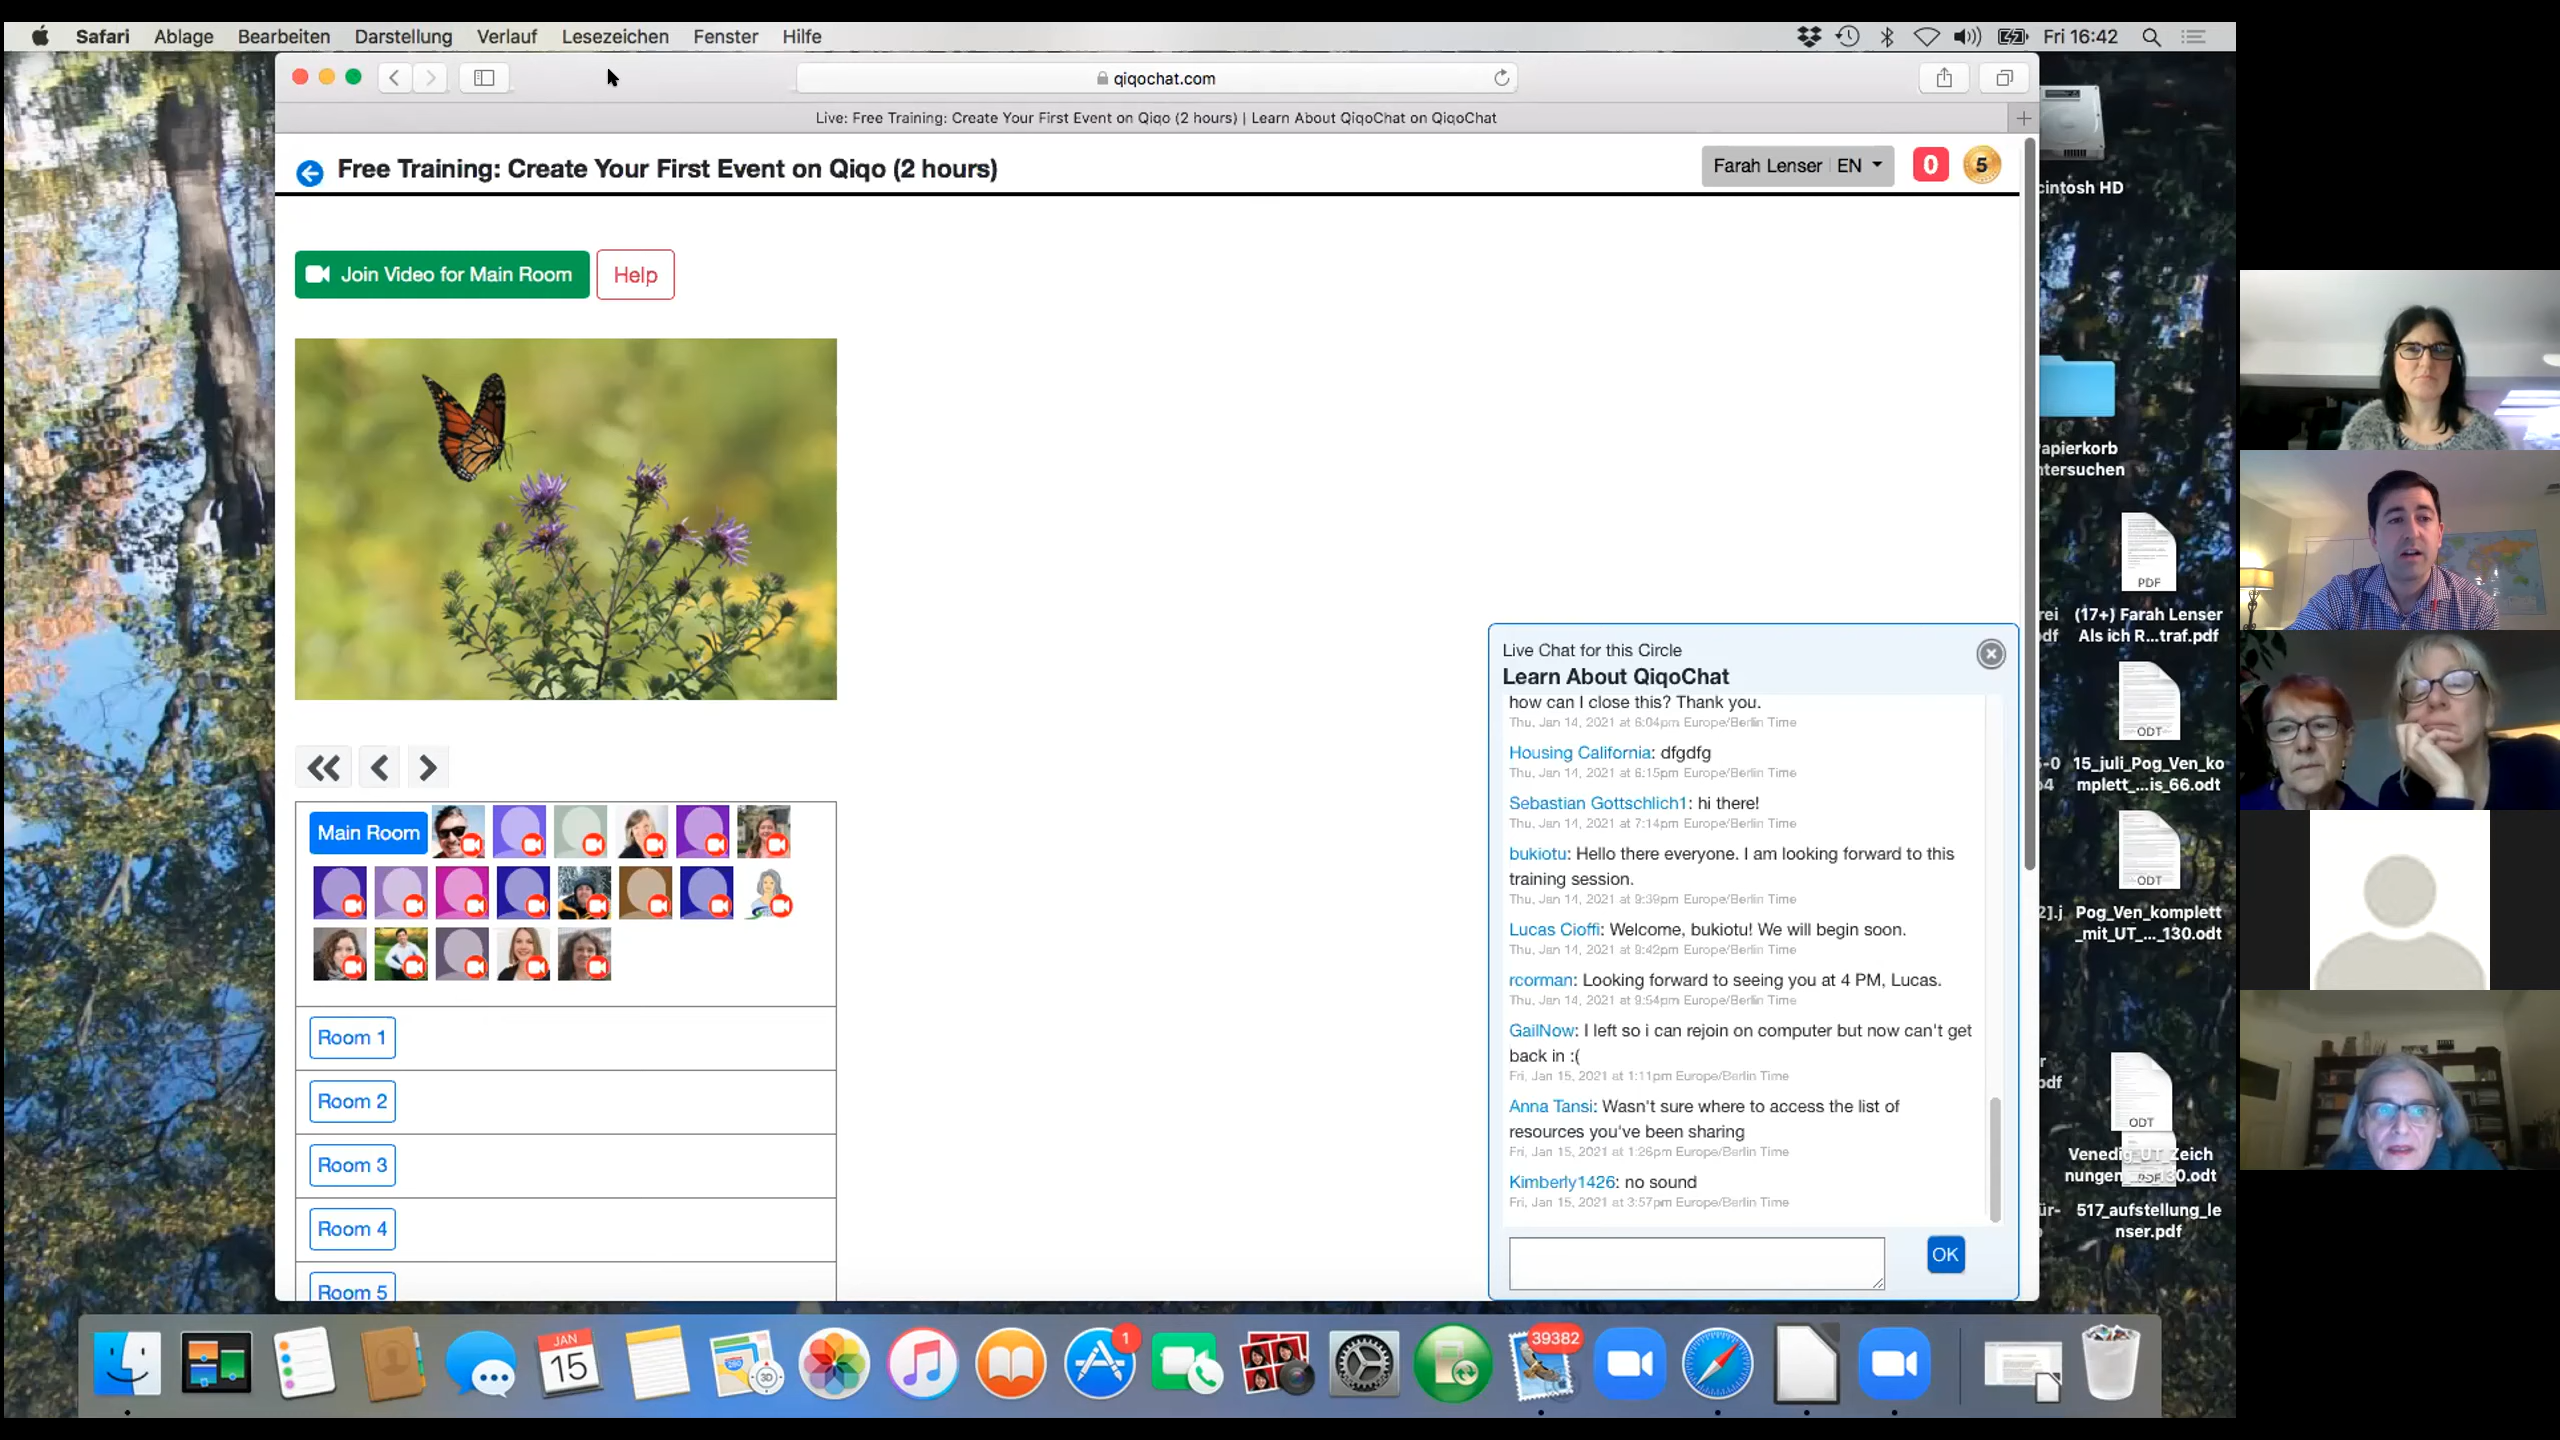 Safari Ablage Bearbeiten Darstellung Verlauf Lesezeichen Fenster Hilfe
Fri 16:42
qiqochat.com
Live: Free Training: Create Your First Event on Qiqo (2 hours) | Learn About QiqoChat on QiqoChat
Free Training: Create Your First Event on Qiqo (2 hours)
Farah Lenser EN
0
5
Join Video for Main Room
Help
Main Room
Room 1
Room 2
Room 3
Room 4
Room 5
Live Chat for this Circle
Learn About QiqoChat
how can I close this? Thank you.
Thu, Jan 14, 2021 at 6:04pm Europe/Berlin Time
Housing California: dfgdfg
Thu, Jan 14, 2021 at 6:15pm Europe/Berlin Time
Sebastian Gottschlich1: hi there!
Thu, Jan 14, 2021 at 7:14pm Europe/Berlin Time
bukiotu: Hello there everyone. I am looking forward to this
training session.
Thu, Jan 14, 2021 at 9:39pm Europe/Berlin Time
Lucas Cioffi: Welcome, bukiotu! We will begin soon.
Thu, Jan 14, 2021 at 9:42pm Europe/Berlin Time
rcorman: Looking forward to seeing you at 4 PM, Lucas.
Thu, Jan 14, 2021 at 9:54pm Europe/Berlin Time
GailNow: I left so i can rejoin on computer but now can't get
back in :(
Fri, Jan 15, 2021 at 1:11pm Europe/Berlin Time
Anna Tansi: Wasn't sure where to access the list of
resources you've been sharing
Fri, Jan 15, 2021 at 1:26pm Europe/Berlin Time
Kimberly1426: no sound
Fri, Jan 15, 2021 at 3:57pm Europe/Berlin Time
OK
cintosh HD
apierkorb
ntersuchen
PDF
(17+) Farah Lenser
Als ich R...traf.pdf
ODT
15_juli_Pog_Ven_ko
mplett_...is_66.odt
ODT
Pog_Ven_komplett
_mit_UT_..._130.odt
ODT
517_aufstellung_le
nser.pdf
JAN
15
280
3D
1
39382